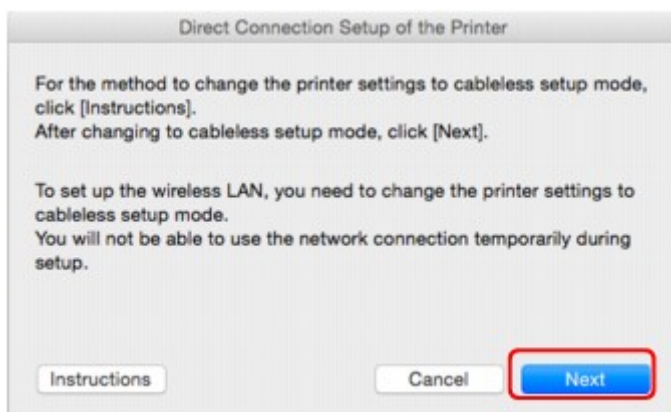 Direct Connection Setup of the Printer
For the method to change the printer settings to cableless setup mode,
click [Instructions].
After changing to cableless setup mode, click [Next].
To set up the wireless LAN, you need to change the printer settings to
cableless setup mode.
You will not be able to use the network connection temporarily during
setup.
Instructions Cancel Next